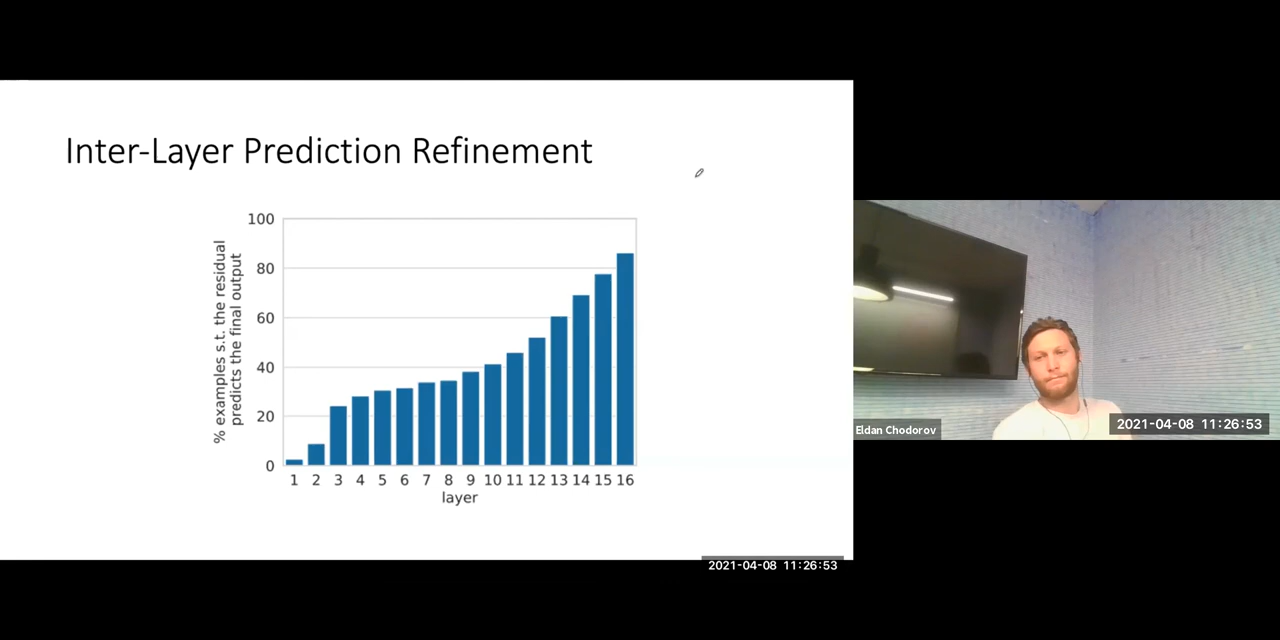 Inter-Layer Prediction Refinement
% examples s.t. the residual
predicts the final output
100
80
60
40
20
0
1 2 3 4 5 6 7 8 9 10 11 12 13 14 15 16
layer
Eldan Chodorov
2021-04-08 11:26:53
2021-04-08 11:26:53